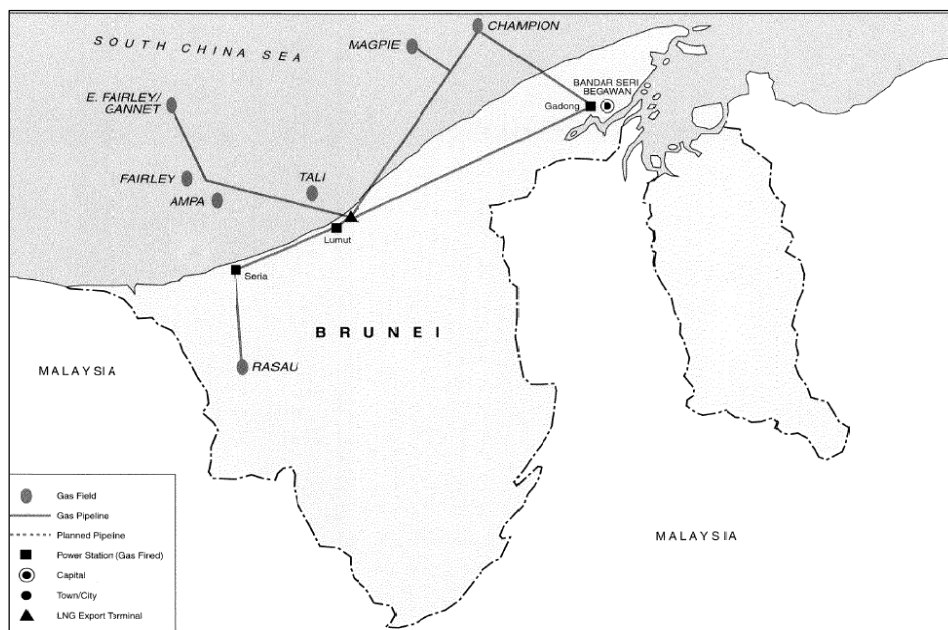 CHAMPION
SOUTH CHINA SEA
MAGPIE
BANDAR SERI
BEGAWAN
E. FAIRLEY/
GANNET
Gadong
FAIRLEY
TALI
AMPA
Lumut
Seria
BRUNEI
MALAYSIA
RASAU
Gas Field
Gas Pipeline
Planned Pipeline
Power Station (Gas Fired)
MALAYSIA
Capital
Town/City
LNG Export Terminal